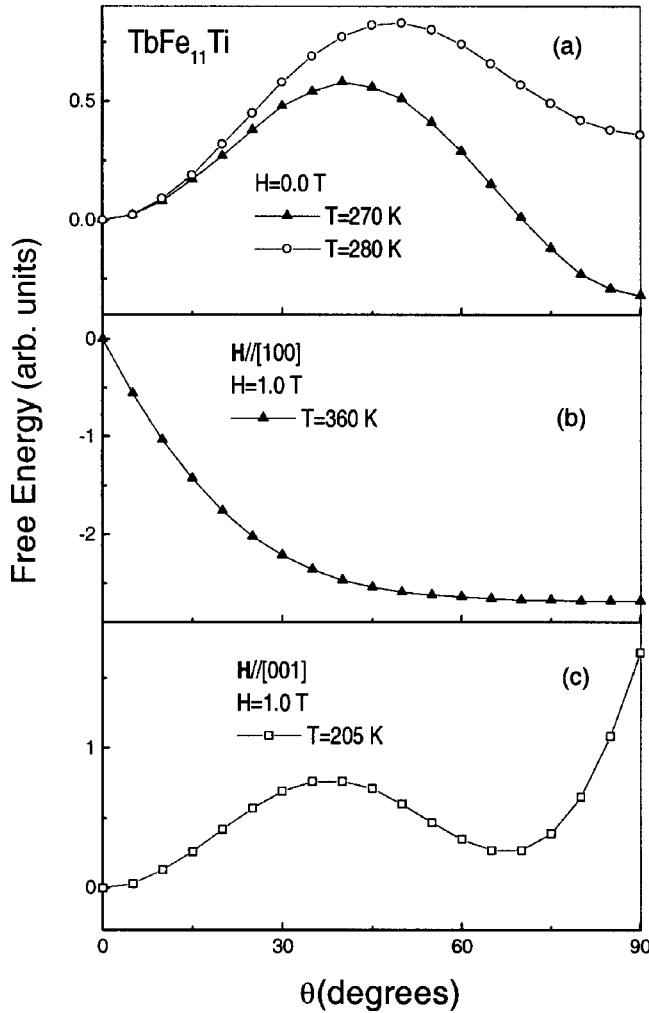 Free Energy (arb. units)
TbFe₁₁Ti
(a)
0.5
0.0
H=0.0 T
T=270 K
T=280 K
0
-1
-2
H//[100]
H=1.0 T
T=360 K
(b)
1
0
H//[001]
H=1.0 T
T=205 K
(c)
0 30 60 90
θ(degrees)